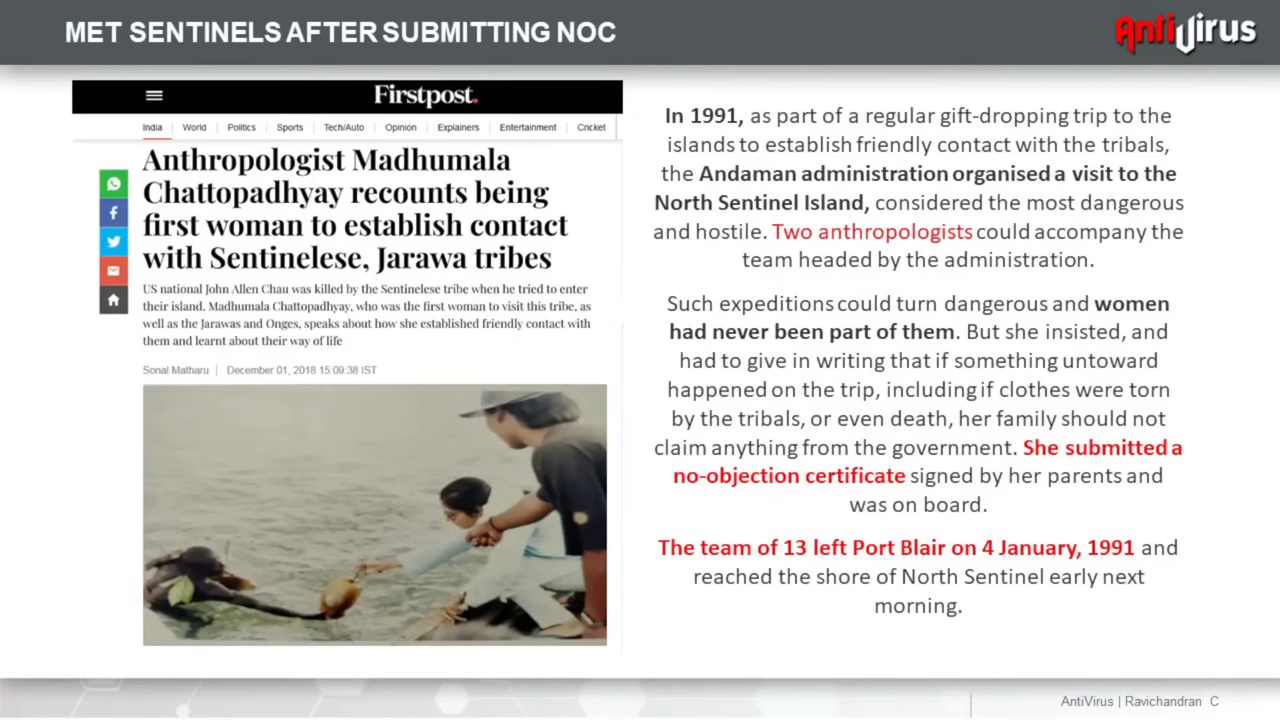 MET SENTINELS AFTER SUBMITTING NOC
AntiVirus
Firstpost.
India World Politics Sports Tech/Auto Opinion Explainers Entertainment Cricket
Anthropologist Madhumala
Chattopadhyay recounts being
first woman to establish contact
with Sentinelese, Jarawa tribes
US national John Allen Chau was killed by the Sentinelese tribe when he tried to enter
their island. Madhumala Chattopadhyay, who was the first woman to visit this tribe, as
well as the Jarawas and Onges, speaks about how she established friendly contact with
them and learnt about their way of life
Sonal Matharu | December 01, 2018 15:09:38 IST
In 1991, as part of a regular gift-dropping trip to the
islands to establish friendly contact with the tribals,
the Andaman administration organised a visit to the
North Sentinel Island, considered the most dangerous
and hostile. Two anthropologists could accompany the
team headed by the administration.
Such expeditions could turn dangerous and women
had never been part of them. But she insisted, and
had to give in writing that if something untoward
happened on the trip, including if clothes were torn
by the tribals, or even death, her family should not
claim anything from the government. She submitted a
no-objection certificate signed by her parents and
was on board.
The team of 13 left Port Blair on 4 January, 1991 and
reached the shore of North Sentinel early next
morning.
AntiVirus | Ravichandran C